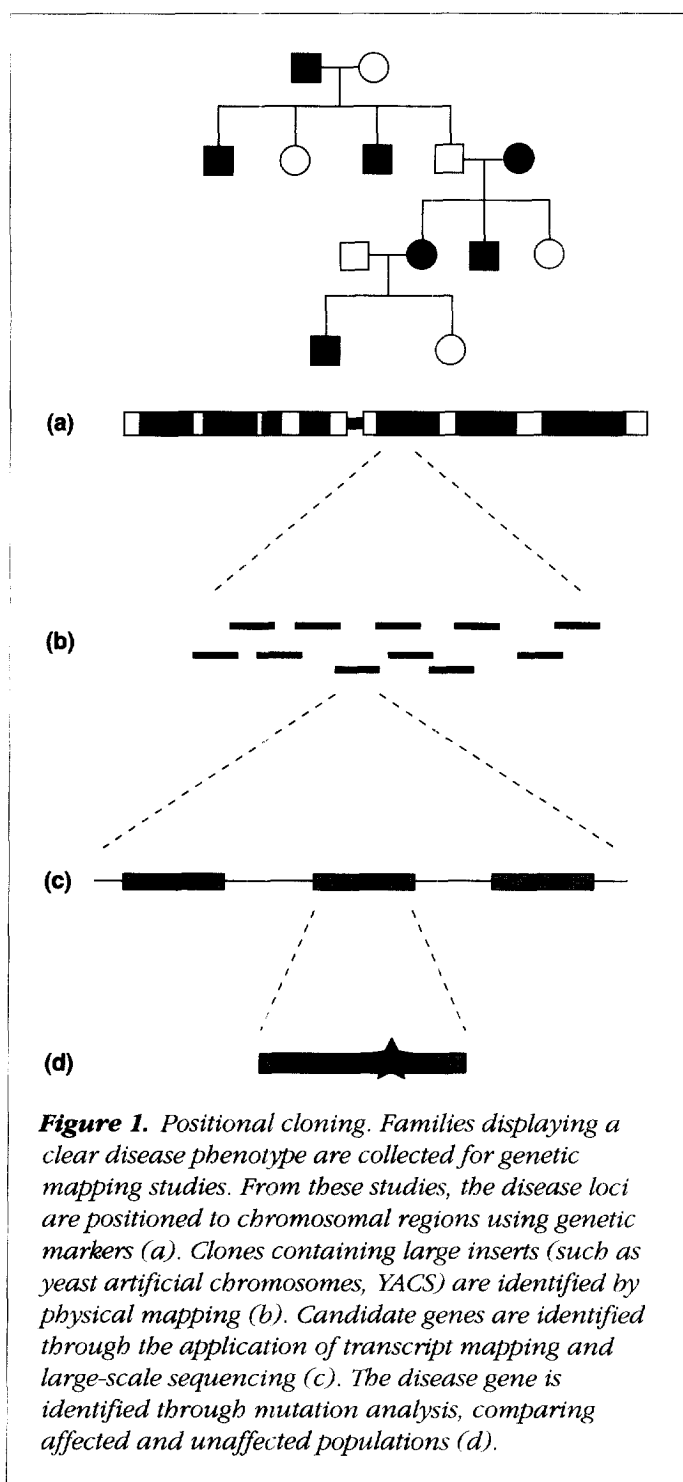 (a)
(b)
(c)
(d)
Figure 1. Positional cloning. Families displaying a
clear disease phenotype are collected for genetic
mapping studies. From these studies, the disease loci
are positioned to chromosomal regions using genetic
markers (a). Clones containing large inserts (such as
yeast artificial chromosomes, YACS) are identified by
physical mapping (b). Candidate genes are identified
through the application of transcript mapping and
large-scale sequencing (c). The disease gene is
identified through mutation analysis, comparing
affected and unaffected populations (d).